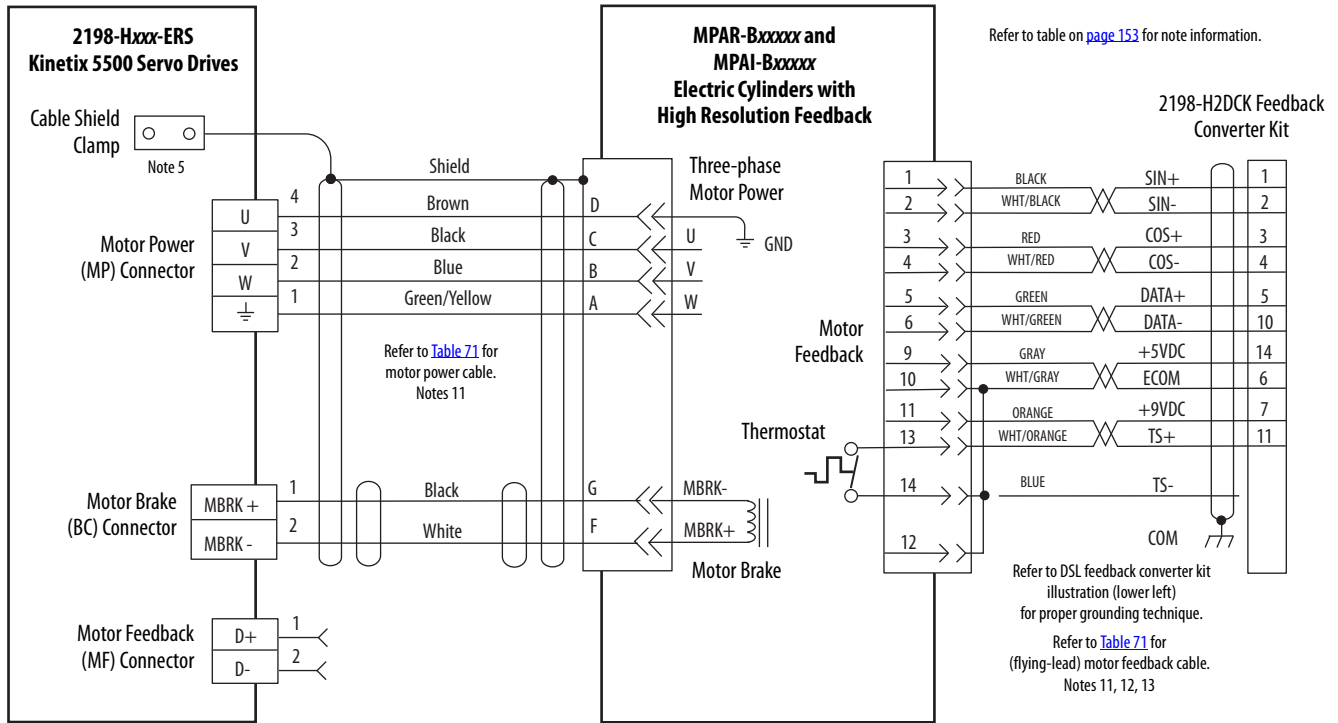 2198-Hxxx-ERS
Kinetix 5500 Servo Drives
Cable Shield
Clamp
Note 5
Motor Power
(MP) Connector
U
V
W
4
3
2
1
Shield
Brown
Black
Blue
Green/Yellow
Refer to Table 71 for
motor power cable.
Notes 11
Motor Brake
(BC) Connector
MBRK +
MBRK -
1
2
Black
White
Motor Feedback
(MF) Connector
D+
D-
1
2
MPAR-Bxxxxx and
MPAI-Bxxxxx
Electric Cylinders with
High Resolution Feedback
Three-phase
Motor Power
D
C
B
A
GND
U
V
W
G
F
MBRK-
MBRK+
Motor Brake
Thermostat
Motor
Feedback
Refer to table on page 153 for note information.
2198-H2DCK Feedback
Converter Kit
1 BLACK SIN+ 1
2 WHT/BLACK SIN- 2
3 RED COS+ 3
4 WHT/RED COS- 4
5 GREEN DATA+ 5
6 WHT/GREEN DATA- 10
9 GRAY +5VDC 14
10 WHT/GRAY ECOM 6
11 ORANGE +9VDC 7
13 WHT/ORANGE TS+ 11
14 BLUE TS-
12
COM
Refer to DSL feedback converter kit
illustration (lower left)
for proper grounding technique.
Refer to Table 71 for
(flying-lead) motor feedback cable.
Notes 11, 12, 13